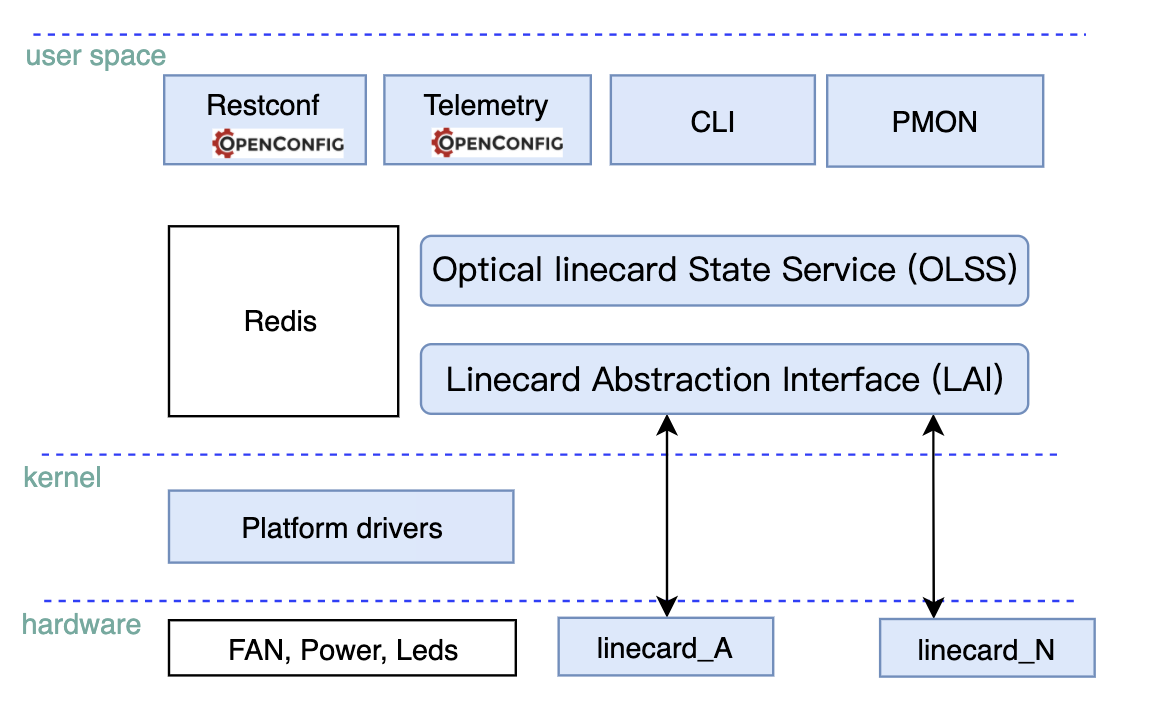 user space
Restconf
OPENCONFIG
Telemetry
OPENCONFIG
CLI
PMON
Redis
Optical linecard State Service (OLSS)
Linecard Abstraction Interface (LAI)
kernel
Platform drivers
hardware
FAN, Power, Leds
linecard_A
linecard_N